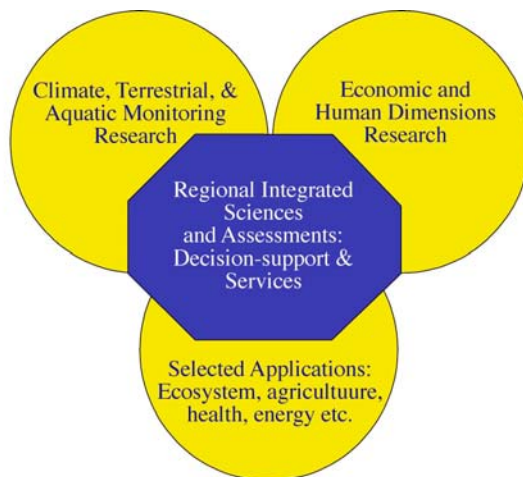 Climate, Terrestrial, &
Aquatic Monitoring
Research
Economic and
Human Dimensions
Research
Regional Integrated
Sciences
and Assessments:
Decision-support &
Services
Selected Applications:
Ecosystem, agricultuure,
health, energy etc.